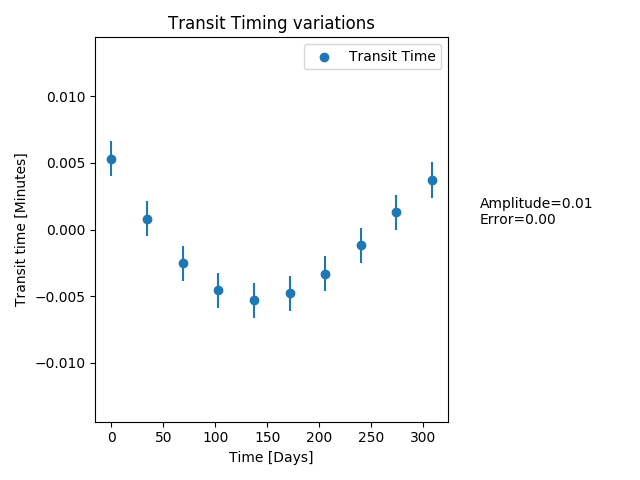 Transit Timing variations
Transit Time
0.010
0.005
0.000
−0.005
−0.010
Transit time [Minutes]
0 50 100 150 200 250 300
Time [Days]
Amplitude=0.01
Error=0.00